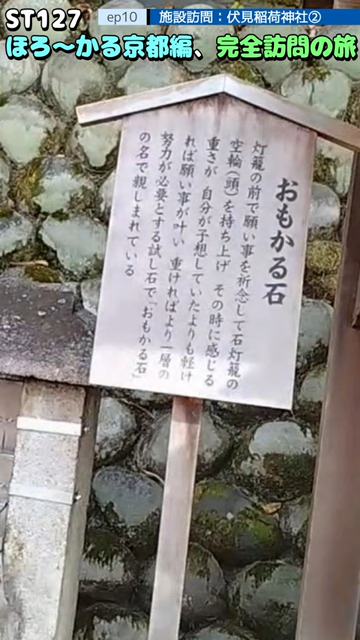 ST127
ep10
施設訪問：伏見稲荷神社②
ほろ～かる京都編、完全訪問の旅
おもかる石
灯籠の前で願い事を祈念して石灯籠の
空輪（頭）を持ち上げ その時に感じる
重さが、自分が予想していたよりも軽け
れば願い事が叶い 重ければより一層の
努力が必要とする試し石で「おもかる石」
の名で親しまれている